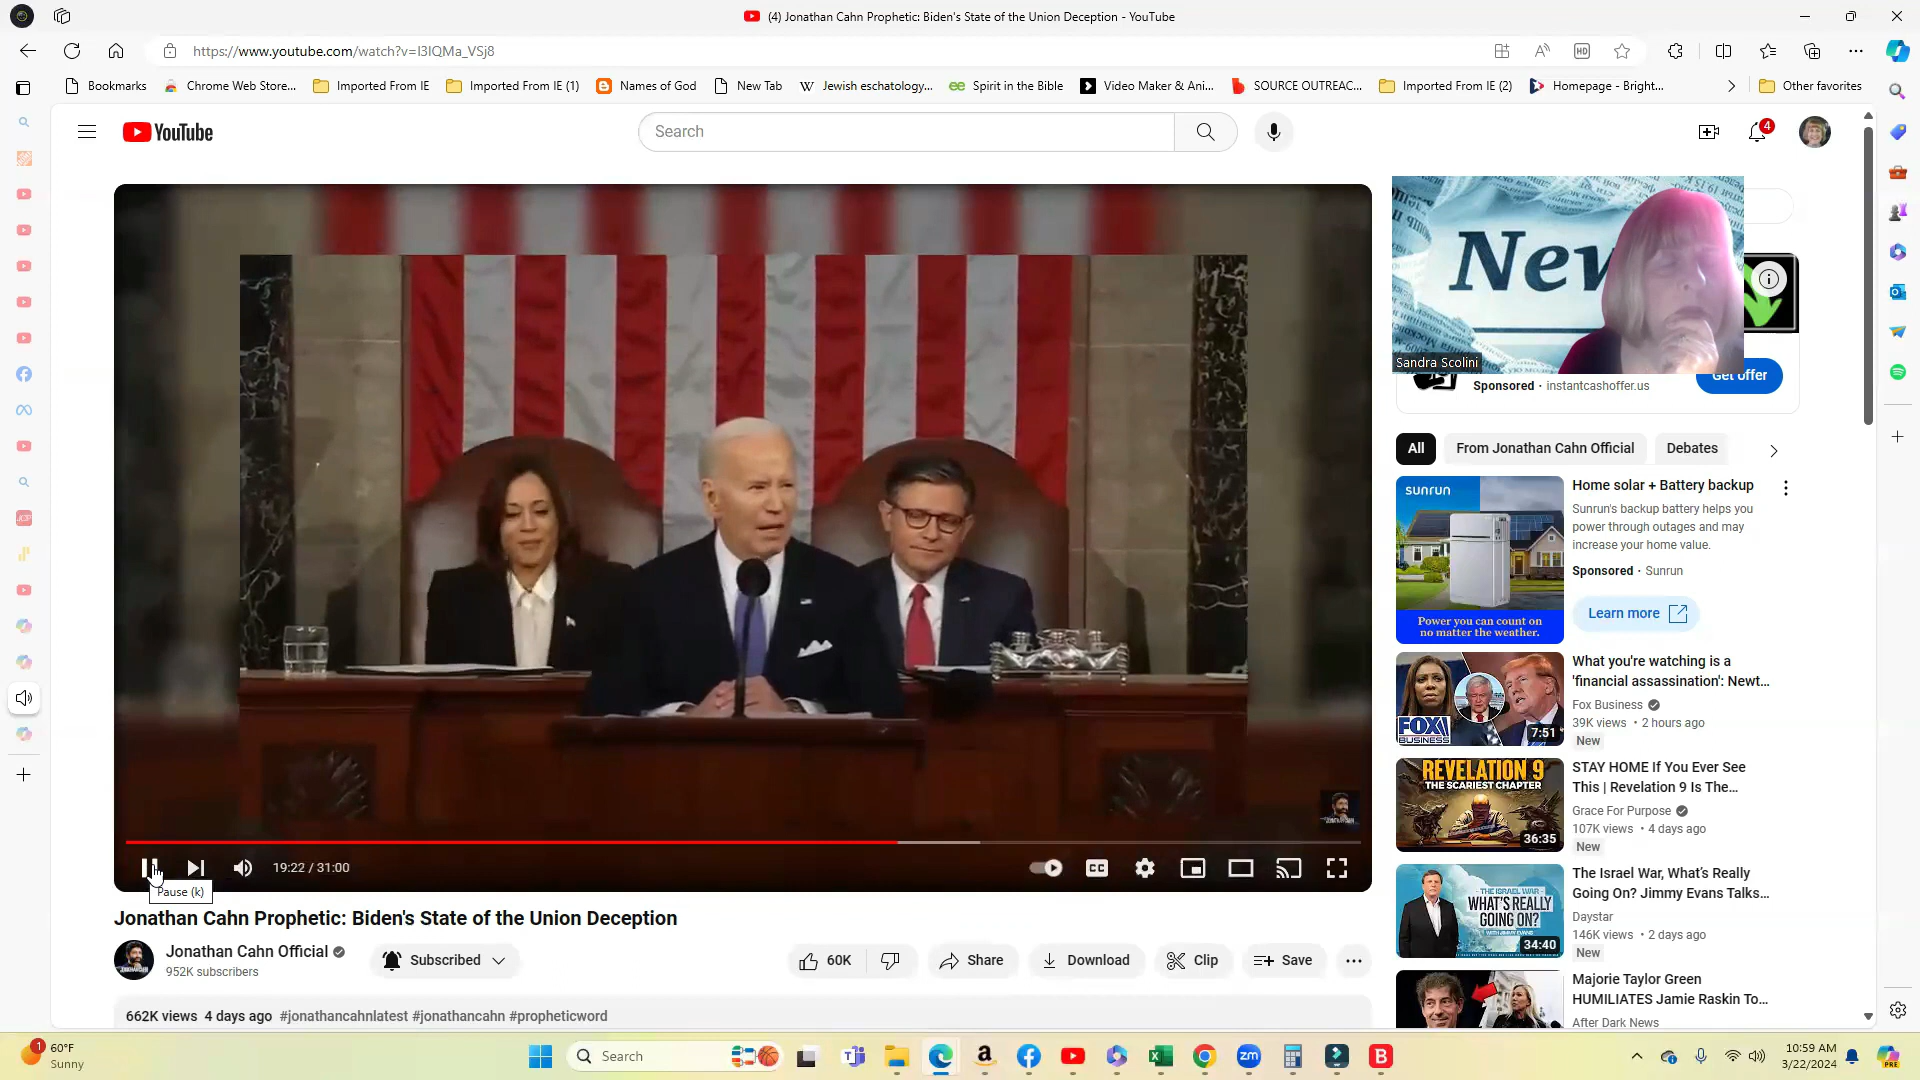 (4) Jonathan Cahn Prophetic: Biden's State of the Union Deception - YouTube
https://www.youtube.com/watch?v=I3IQMa_VSj8
HD
Bookmarks Chrome Web Store... Imported From IE Imported From IE (1) Names of God New Tab Jewish eschatology... Spirit in the Bible Video Maker & Ani... SOURCE OUTREAC... Imported From IE (2) Homepage - Bright... Other favorites
YouTube
Search
4
New
Sandra Scolini
Sponsored · instantcashoffer.us
Get offer
All From Jonathan Cahn Official Debates
sunrun
Power you can count on
no matter the weather.
Home solar + Battery backup
Sunrun's backup battery helps you
power through outages and may
increase your home value.
Sponsored · Sunrun
Learn more
FOX
BUSINESS
7:51
What you're watching is a
'financial assassination': Newt...
Fox Business
39K views • 2 hours ago
New
REVELATION 9
THE SCARIEST CHAPTER
36:35
STAY HOME If You Ever See
This | Revelation 9 Is The...
Grace For Purpose
107K views • 4 days ago
New
- THE ISRAEL WAR -
WHAT'S REALLY
GOING ON?
WITH JIMMY EVANS
34:40
The Israel War, What's Really
Going On? Jimmy Evans Talks...
Daystar
146K views • 2 days ago
New
Majorie Taylor Green
HUMILIATES Jamie Raskin To...
After Dark News
19:22 / 31:00
CC
Pause (k)
Jonathan Cahn Prophetic: Biden's State of the Union Deception
Jonathan Cahn Official
952K subscribers
Subscribed
60K
Share
Download
Clip
Save
662K views 4 days ago #jonathancahnlatest #jonathancahn #propheticword
1
60°F
Sunny
Search
zm
B
10:59 AM
3/22/2024
PRE